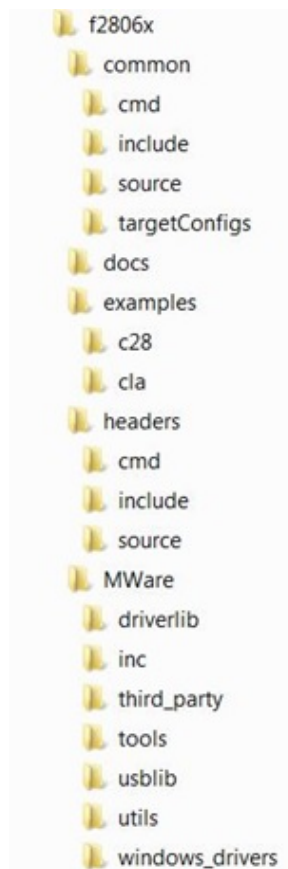 f2806x
common
cmd
include
source
targetConfigs
docs
examples
c28
cla
headers
cmd
include
source
MWare
driverlib
inc
third_party
tools
usblib
utils
windows_drivers